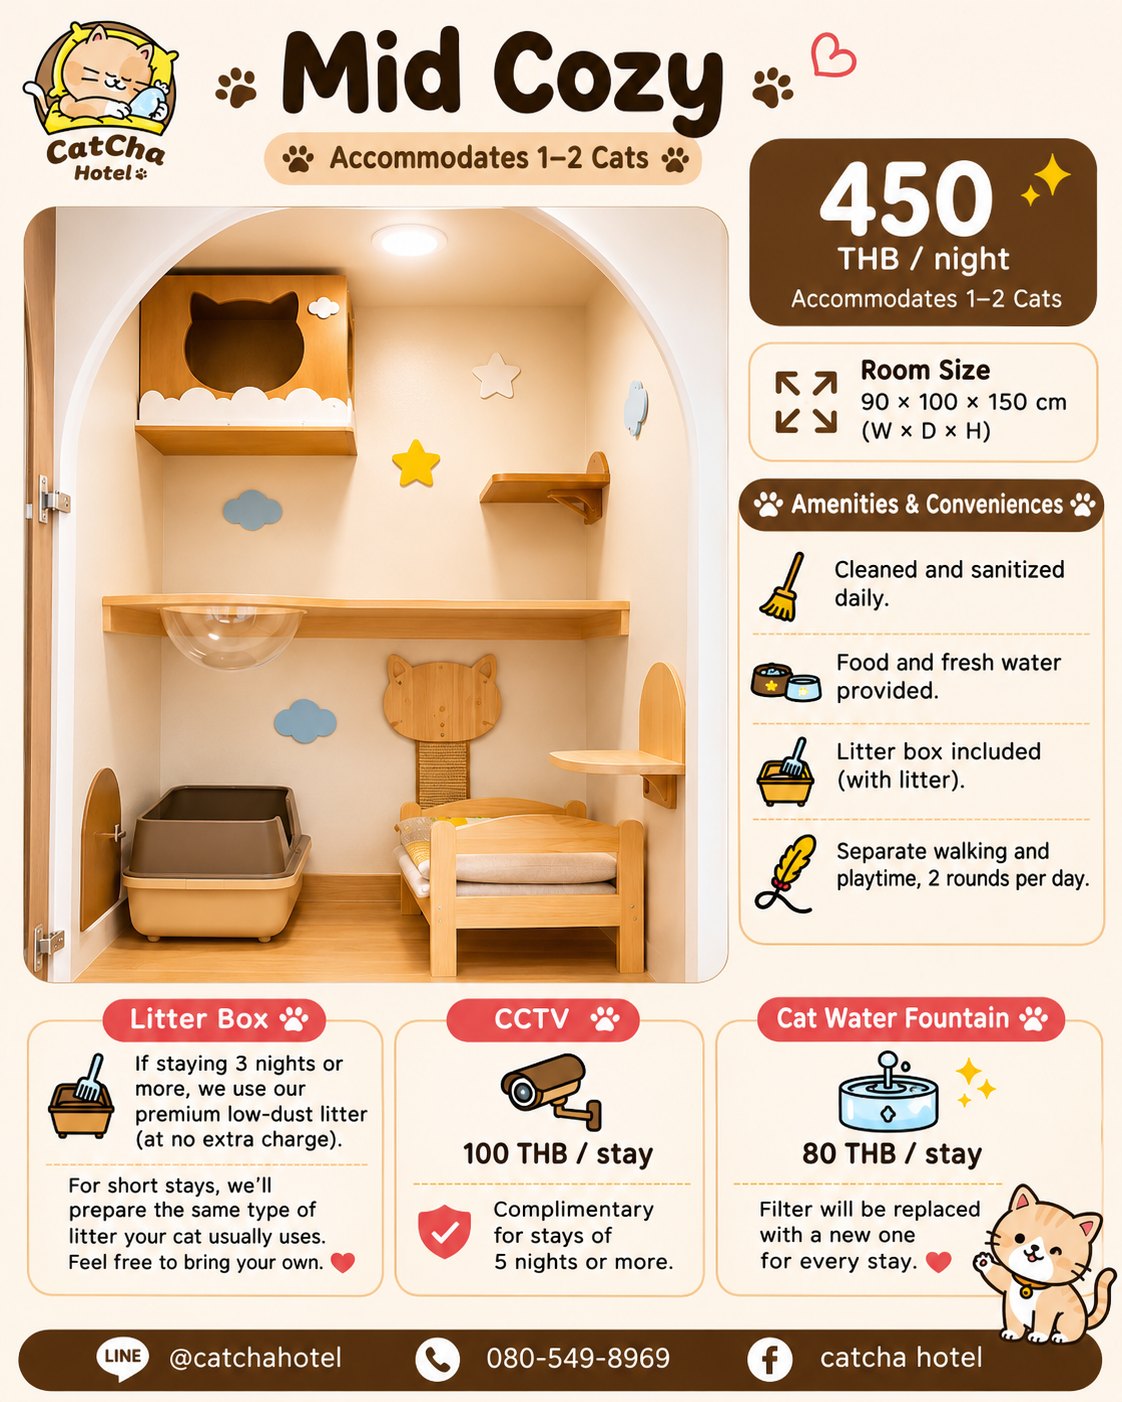 CatCha
Hotel
Mid Cozy
Accommodates 1–2 Cats
450
THB / night
Accommodates 1–2 Cats
Room Size
90 × 100 × 150 cm
(W × D × H)
Amenities & Conveniences
Cleaned and sanitized
daily.
Food and fresh water
provided.
Litter box included
(with litter).
Separate walking and
playtime, 2 rounds per day.
Litter Box
If staying 3 nights or
more, we use our
premium low-dust litter
(at no extra charge).
For short stays, we’ll
prepare the same type of
litter your cat usually uses.
Feel free to bring your own.
CCTV
100 THB / stay
Complimentary
for stays of
5 nights or more.
Cat Water Fountain
80 THB / stay
Filter will be replaced
with a new one
for every stay.
LINE @catchahotel
080-549-8969
catcha hotel